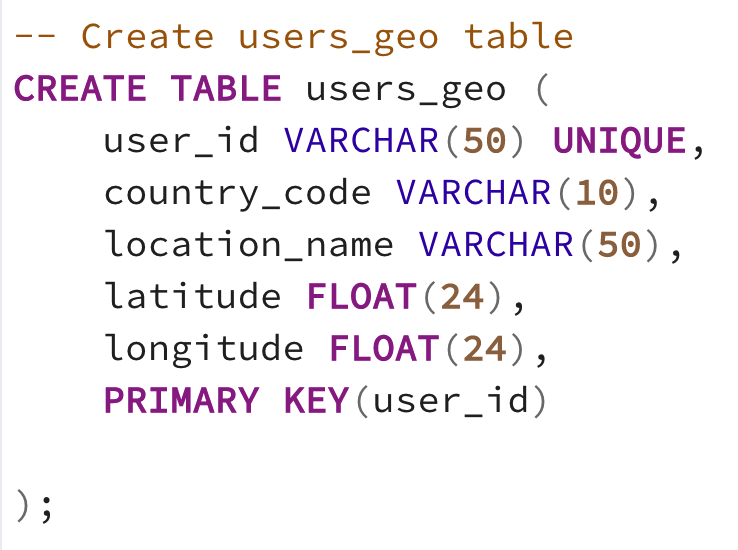 -- Create users_geo table
CREATE TABLE users_geo (
    user_id VARCHAR(50) UNIQUE,
    country_code VARCHAR(10),
    location_name VARCHAR(50),
    latitude FLOAT(24),
    longitude FLOAT(24),
    PRIMARY KEY(user_id)

);